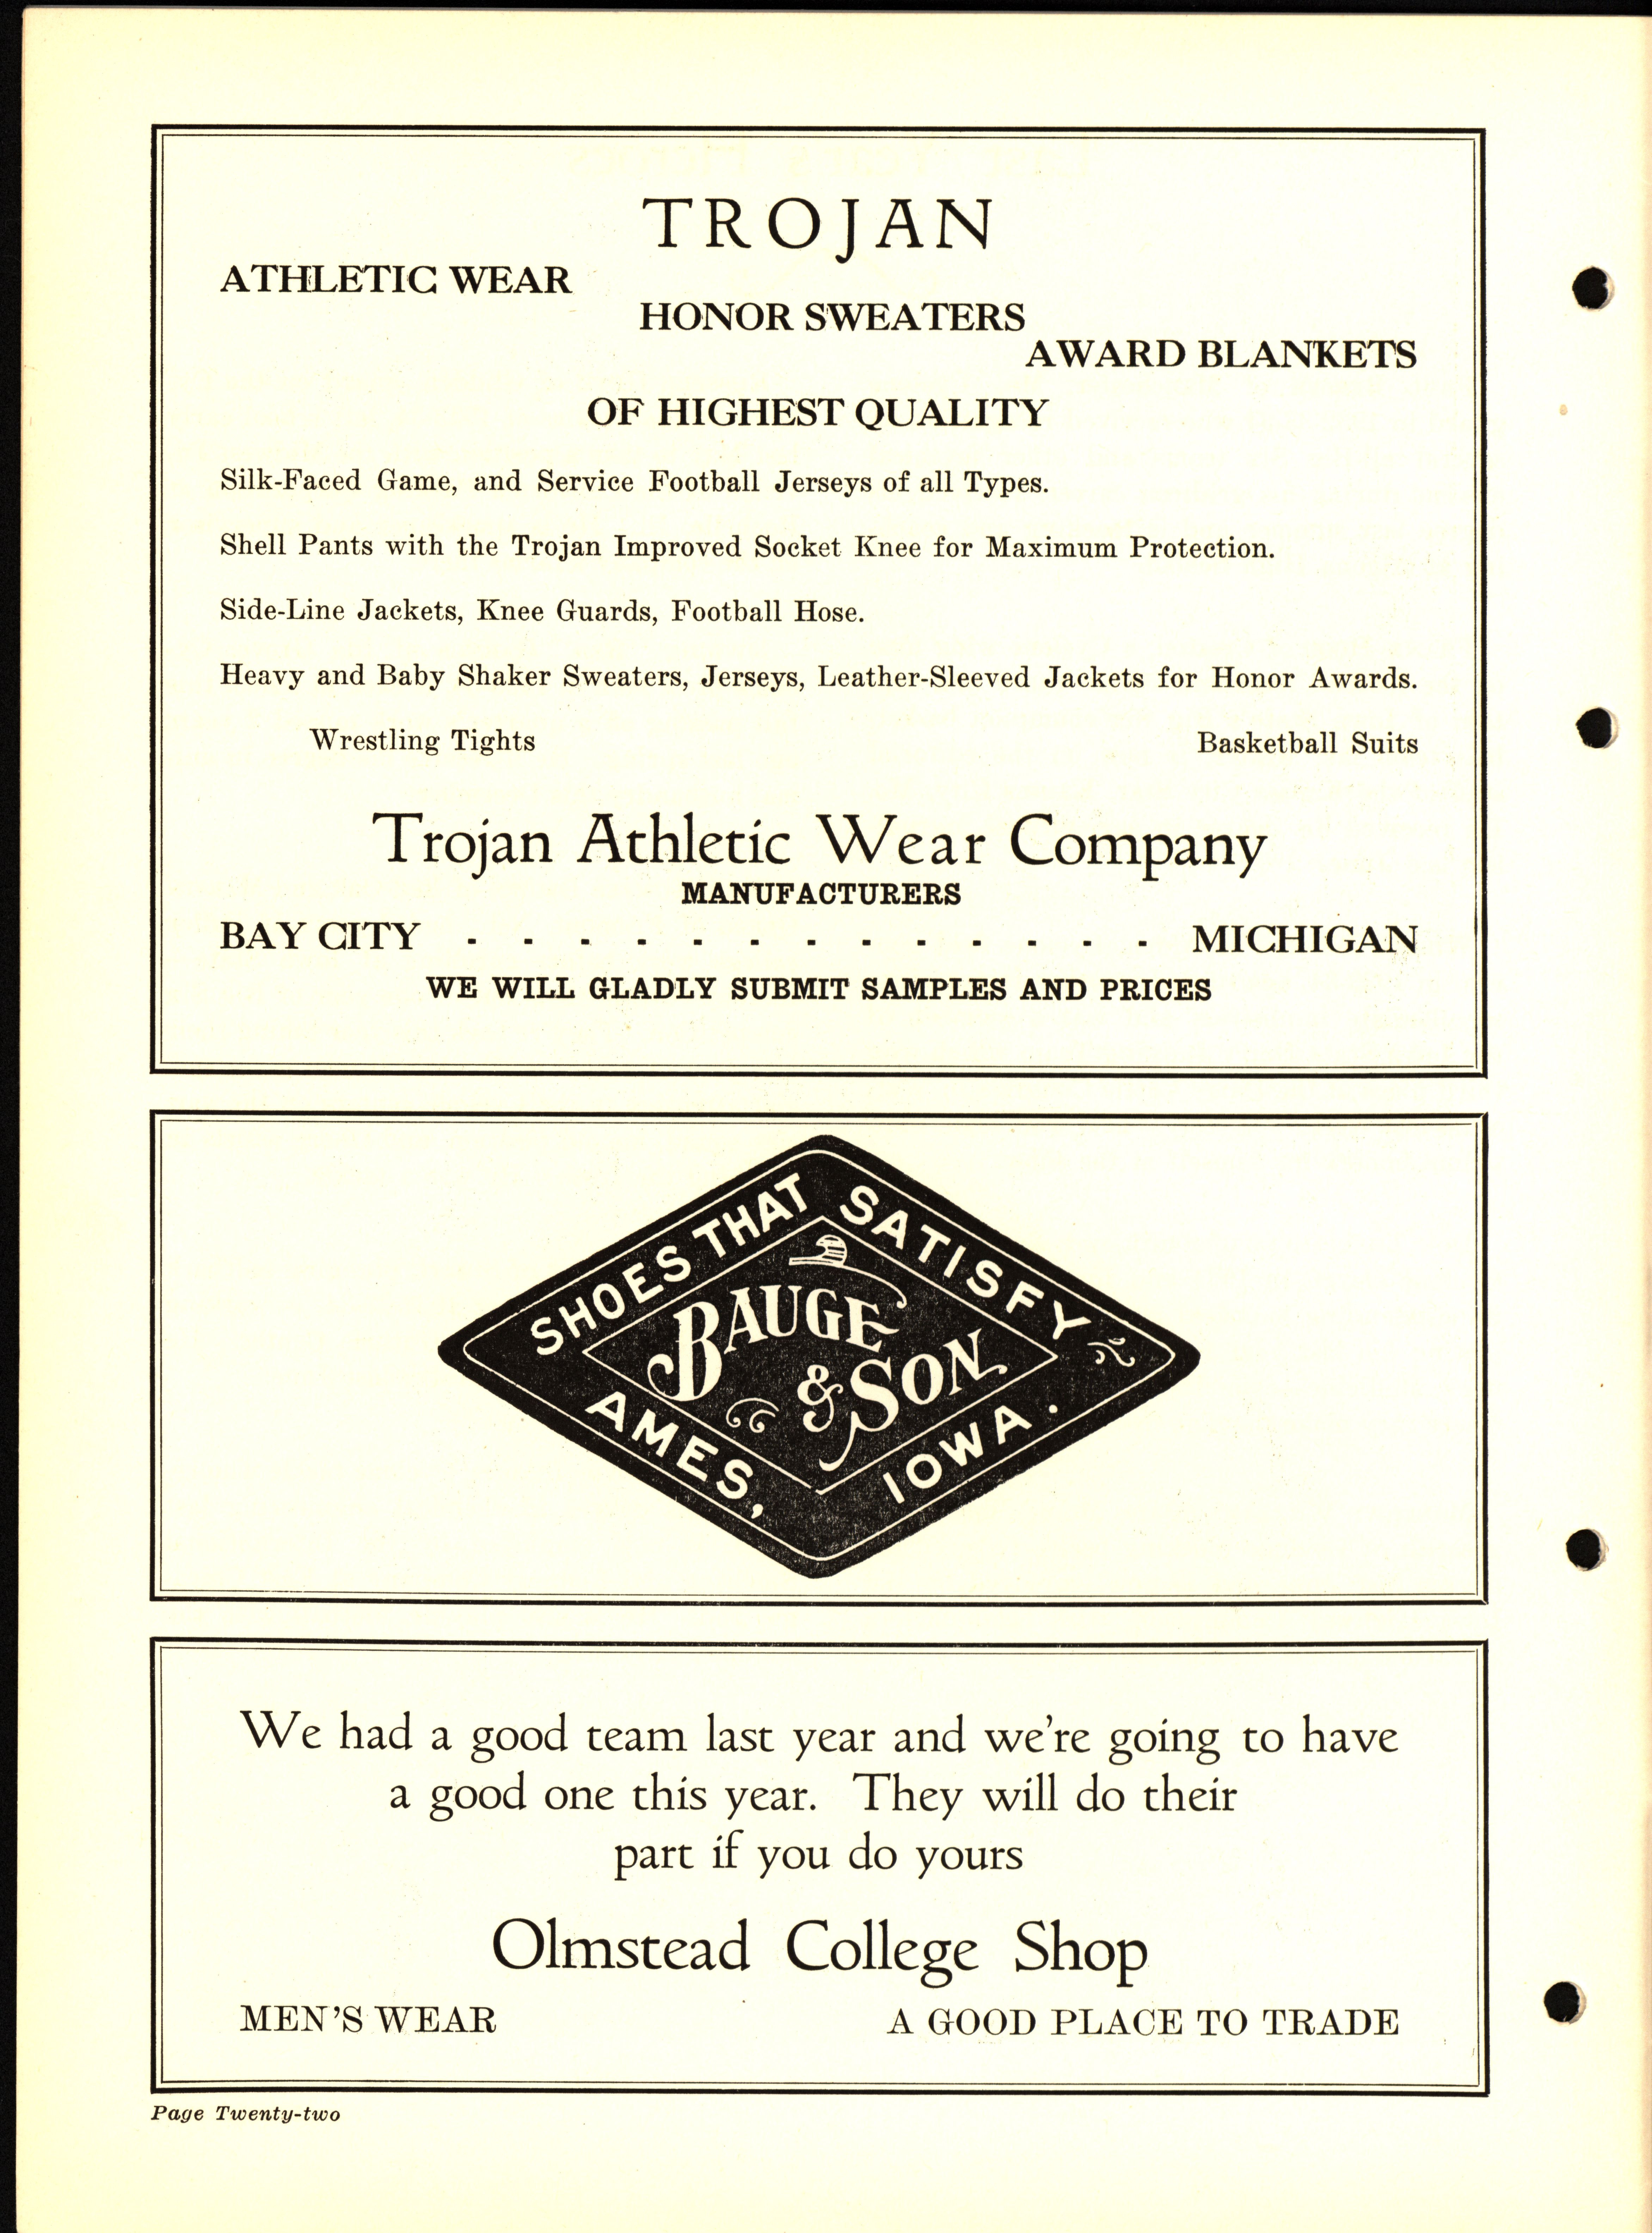 TROJAN
ATHLETIC WEAR
HONOR SWEATERS
AWARD BLANKETS
OF HIGHEST QUALITY
Silk-Faced Game, and Service Football Jerseys of all Types.
Shell Pants with the Trojan Improved Socket Knee for Maximum Protection.
Side-Line Jackets, Knee Guards, Football Hose.
Heavy and Baby Shaker Sweaters, Jerseys, Leather-Sleeved Jackets for Honor Awards.
Wrestling Tights Basketball Suits
Trojan Athletic Wear Company
MANUFACTURERS
BAY CITY - - - - - - - - - - - - - MICHIGAN
WE WILL GLADLY SUBMIT SAMPLES AND PRICES
SHOES THAT SATISFY
BAUGE
& SON.
AMES, IOWA.
We had a good team last year and we're going to have
a good one this year. They will do their
part if you do yours
Olmstead College Shop
MEN'S WEAR A GOOD PLACE TO TRADE
Page Twenty-two